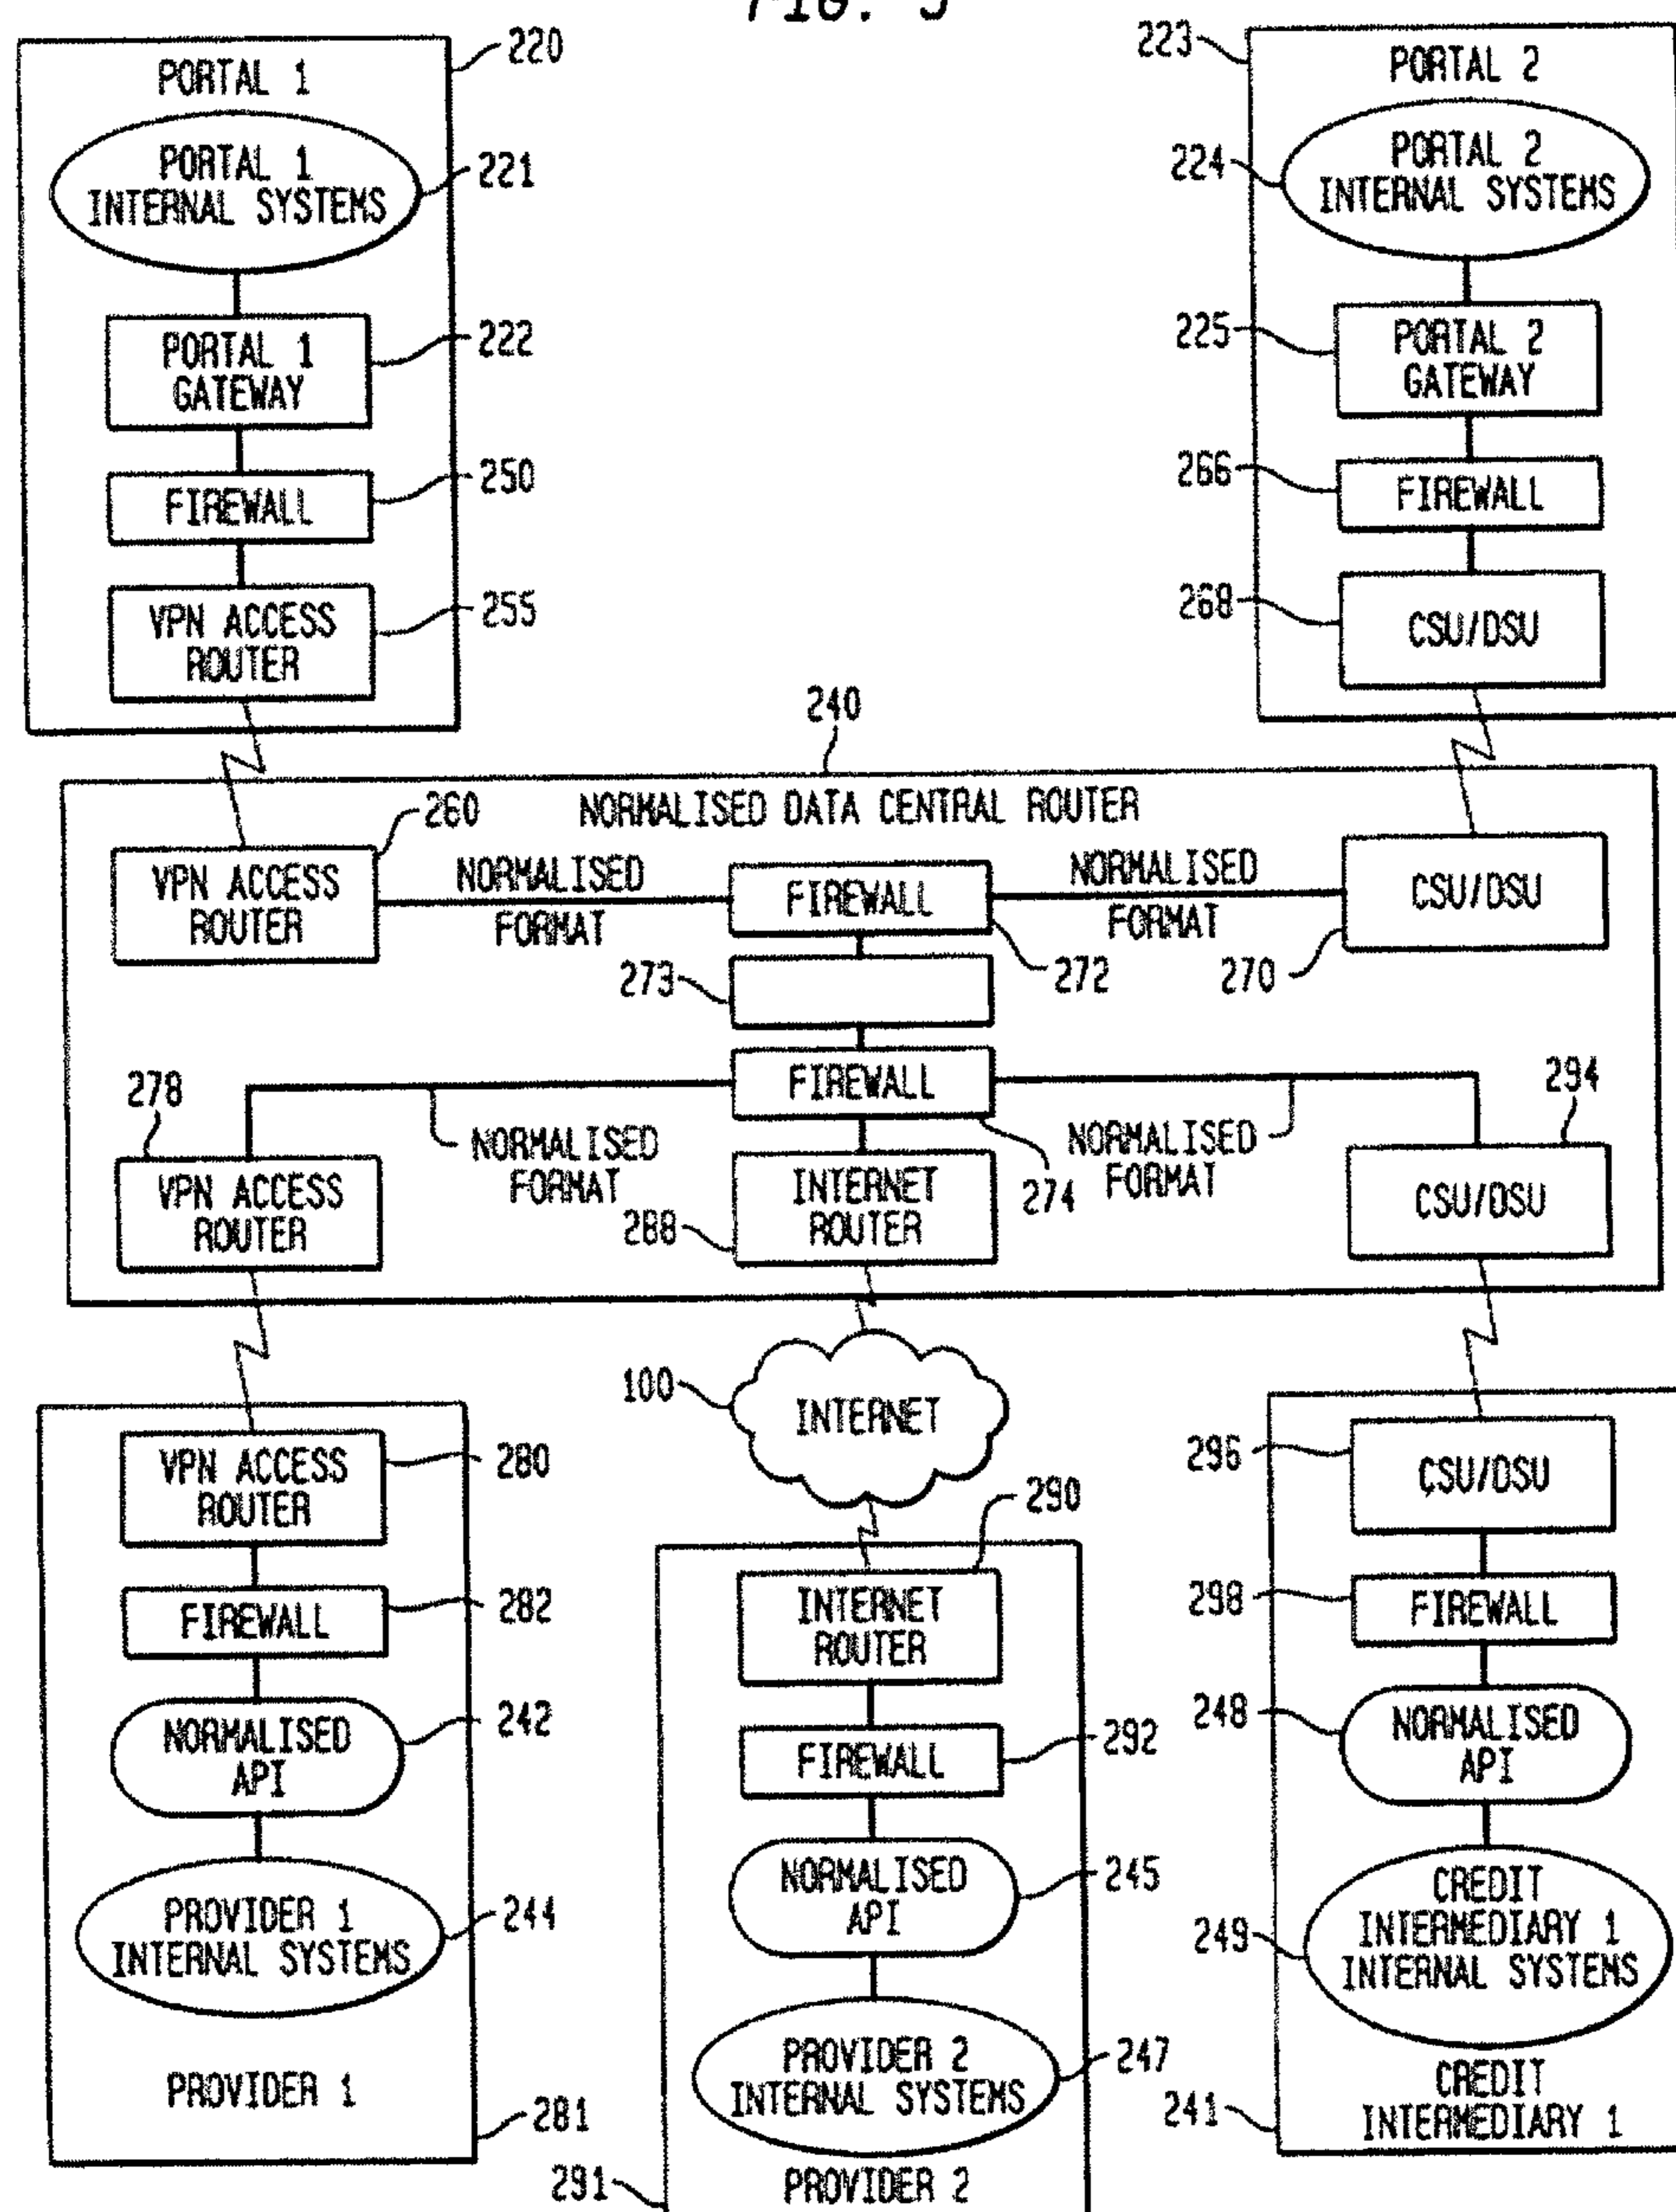 FIG. 5
220
PORTAL 1
PORTAL 1
INTERNAL SYSTEMS
221
PORTAL 1
GATEWAY
222
FIREWALL
250
VPN ACCESS
ROUTER
255
223
PORTAL 2
224
PORTAL 2
INTERNAL SYSTEMS
225
PORTAL 2
GATEWAY
266
FIREWALL
268
CSU/DSU
240
NORMALISED DATA CENTRAL ROUTER
260
VPN ACCESS
ROUTER
NORMALISED
FORMAT
FIREWALL
272
NORMALISED
FORMAT
CSU/DSU
270
273
FIREWALL
274
278
VPN ACCESS
ROUTER
NORMALISED
FORMAT
INTERNET
ROUTER
288
NORMALISED
FORMAT
294
CSU/DSU
100
INTERNET
VPN ACCESS
ROUTER
280
FIREWALL
282
NORMALISED
API
242
PROVIDER 1
INTERNAL SYSTEMS
244
PROVIDER 1
281
290
INTERNET
ROUTER
FIREWALL
292
NORMALISED
API
245
PROVIDER 2
INTERNAL SYSTEMS
247
PROVIDER 2
291
296
CSU/DSU
298
FIREWALL
248
NORMALISED
API
249
CREDIT
INTERMEDIARY 1
INTERNAL SYSTEMS
241
CREDIT
INTERMEDIARY 1